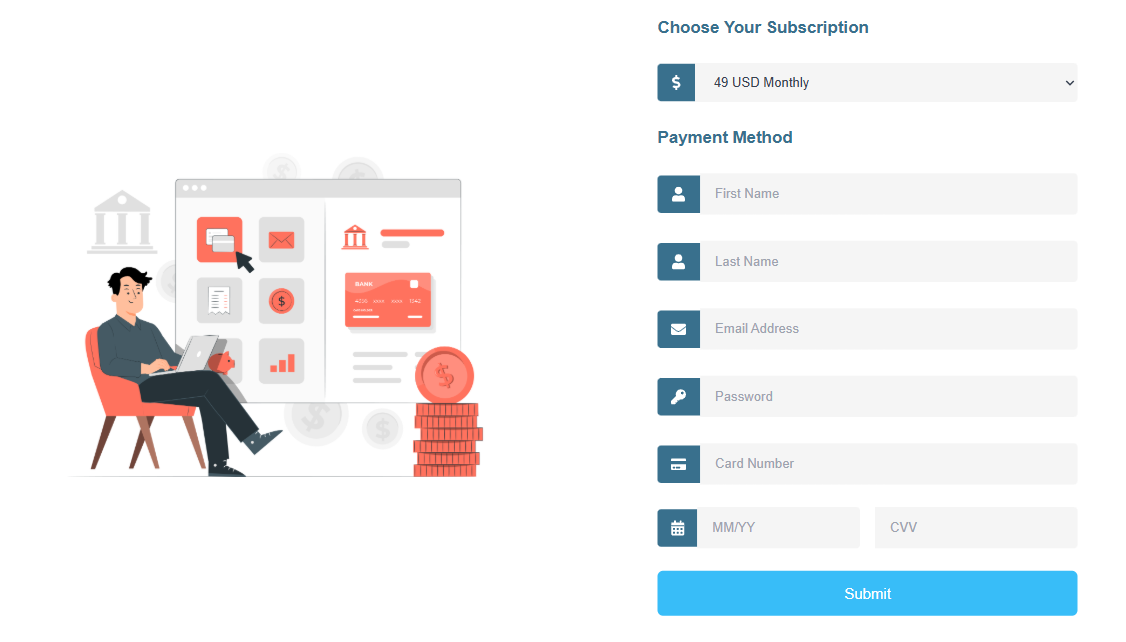 Choose Your Subscription
49 USD Monthly
Payment Method
First Name
Last Name
Email Address
Password
Card Number
MM/YY CVV
Submit
BANK